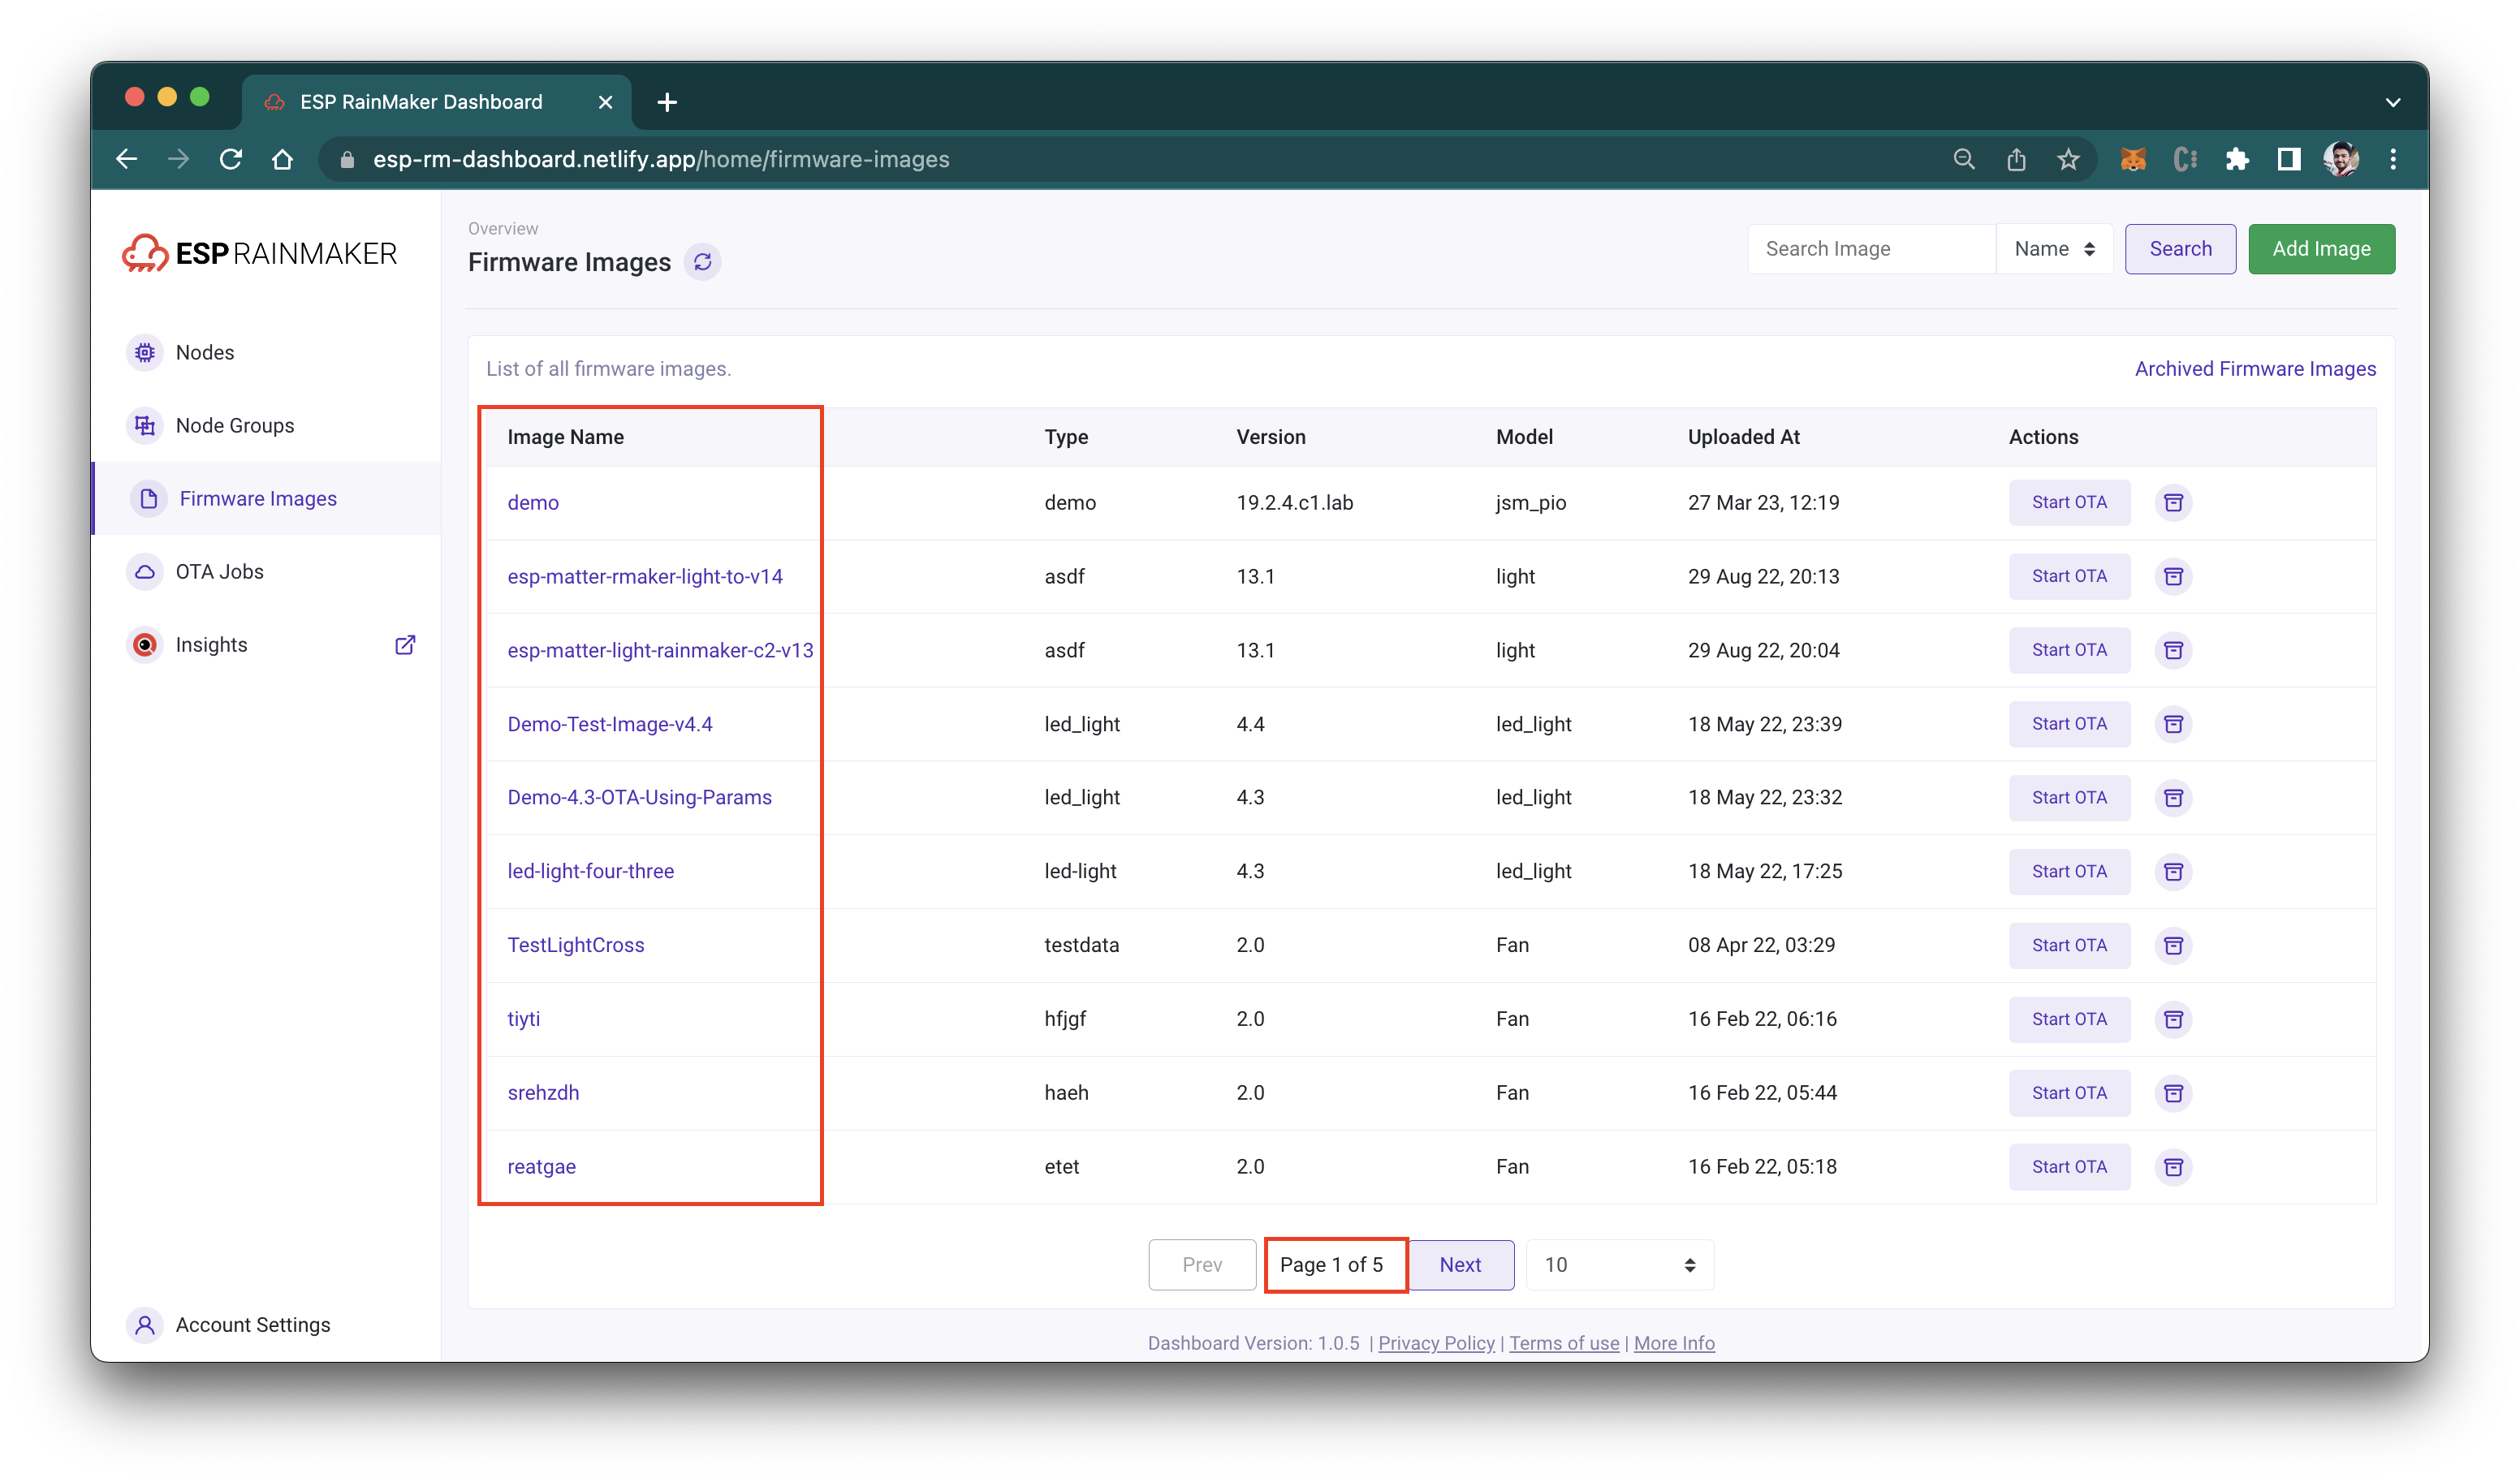 ESP RainMaker Dashboard
esp-rm-dashboard.netlify.app/home/firmware-images
ESP RAINMAKER
Nodes
Node Groups
Firmware Images
OTA Jobs
Insights
Account Settings
Overview
Firmware Images
Search Image
Name
Search
Add Image
List of all firmware images.
Archived Firmware Images
Image Name Type Version Model Uploaded At Actions
demo demo 19.2.4.c1.lab jsm_pio 27 Mar 23, 12:19 Start OTA
esp-matter-rmaker-light-to-v14 asdf 13.1 light 29 Aug 22, 20:13 Start OTA
esp-matter-light-rainmaker-c2-v13 asdf 13.1 light 29 Aug 22, 20:04 Start OTA
Demo-Test-Image-v4.4 led_light 4.4 led_light 18 May 22, 23:39 Start OTA
Demo-4.3-OTA-Using-Params led_light 4.3 led_light 18 May 22, 23:32 Start OTA
led-light-four-three led-light 4.3 led_light 18 May 22, 17:25 Start OTA
TestLightCross testdata 2.0 Fan 08 Apr 22, 03:29 Start OTA
tiyti hfjgf 2.0 Fan 16 Feb 22, 06:16 Start OTA
srehzdh haeh 2.0 Fan 16 Feb 22, 05:44 Start OTA
reatgae etet 2.0 Fan 16 Feb 22, 05:18 Start OTA
Prev Page 1 of 5 Next 10
Dashboard Version: 1.0.5 | Privacy Policy | Terms of use | More Info